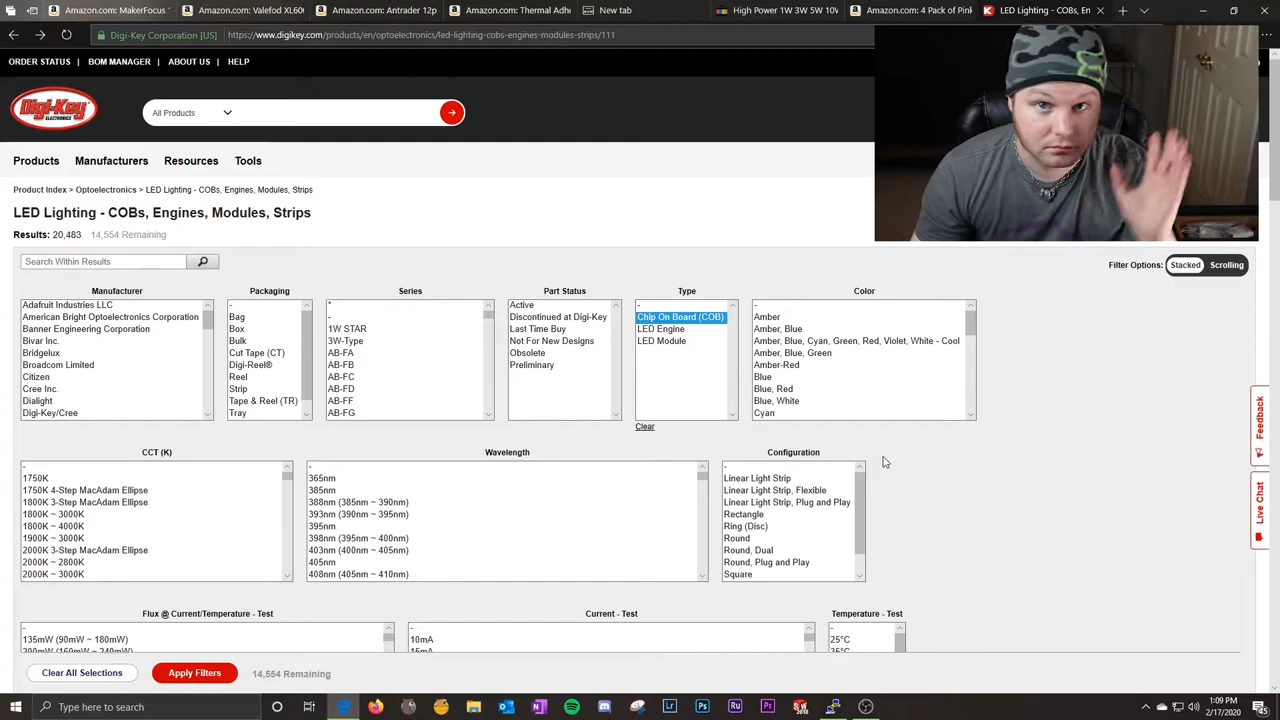 Amazon.com: MakerFocus
Amazon.com: Valefod XL600
Amazon.com: Antrader 12p
Amazon.com: Thermal Adhe
New tab
High Power 1W 3W 5W 10W
Amazon.com: 4 Pack of Pink
LED Lighting - COBs, En
Digi-Key Corporation [US]
https://www.digikey.com/products/en/optoelectronics/led-lighting-cobs-engines-modules-strips/111
ORDER STATUS
BOM MANAGER
ABOUT US
HELP
Digi-Key
ELECTRONICS
All Products
Products
Manufacturers
Resources
Tools
Product Index > Optoelectronics > LED Lighting - COBs, Engines, Modules, Strips
LED Lighting - COBs, Engines, Modules, Strips
Results: 20,483 14,554 Remaining
Search Within Results
Filter Options: Stacked Scrolling
Manufacturer
Adafruit Industries LLC
American Bright Optoelectronics Corporation
Banner Engineering Corporation
Bivar Inc.
Bridgelux
Broadcom Limited
Citizen
Cree Inc.
Dialight
Digi-Key/Cree
Packaging
-
Bag
Box
Bulk
Cut Tape (CT)
Digi-Reel®
Reel
Strip
Tape & Reel (TR)
Tray
Series
*
-
1W STAR
3W-Type
AB-FA
AB-FB
AB-FC
AB-FD
AB-FF
AB-FG
Part Status
Active
Discontinued at Digi-Key
Last Time Buy
Not For New Designs
Obsolete
Preliminary
Type
-
Chip On Board (COB)
LED Engine
LED Module
Clear
Color
-
Amber
Amber, Blue
Amber, Blue, Cyan, Green, Red, Violet, White - Cool
Amber, Blue, Green
Amber-Red
Blue
Blue, Red
Blue, White
Cyan
CCT (K)
-
1750K
1750K 4-Step MacAdam Ellipse
1800K 3-Step MacAdam Ellipse
1800K ~ 3000K
1800K ~ 4000K
1900K ~ 3000K
2000K 3-Step MacAdam Ellipse
2000K ~ 2800K
2000K ~ 3000K
Wavelength
-
365nm
385nm
388nm (385nm ~ 390nm)
393nm (390nm ~ 395nm)
395nm
398nm (395nm ~ 400nm)
403nm (400nm ~ 405nm)
405nm
408nm (405nm ~ 410nm)
Configuration
-
Linear Light Strip
Linear Light Strip, Flexible
Linear Light Strip, Plug and Play
Rectangle
Ring (Disc)
Round
Round, Dual
Round, Plug and Play
Square
Flux @ Current/Temperature - Test
-
135mW (90mW ~ 180mW)
200mW (160mW ~ 240mW)
Current - Test
-
10mA
15mA
Temperature - Test
-
25°C
35°C
Feedback
Live Chat
Clear All Selections
Apply Filters
14,554 Remaining
Type here to search
Lr
Ps
Ru
Pr
SW
2018
1:09 PM
2/17/2020
45